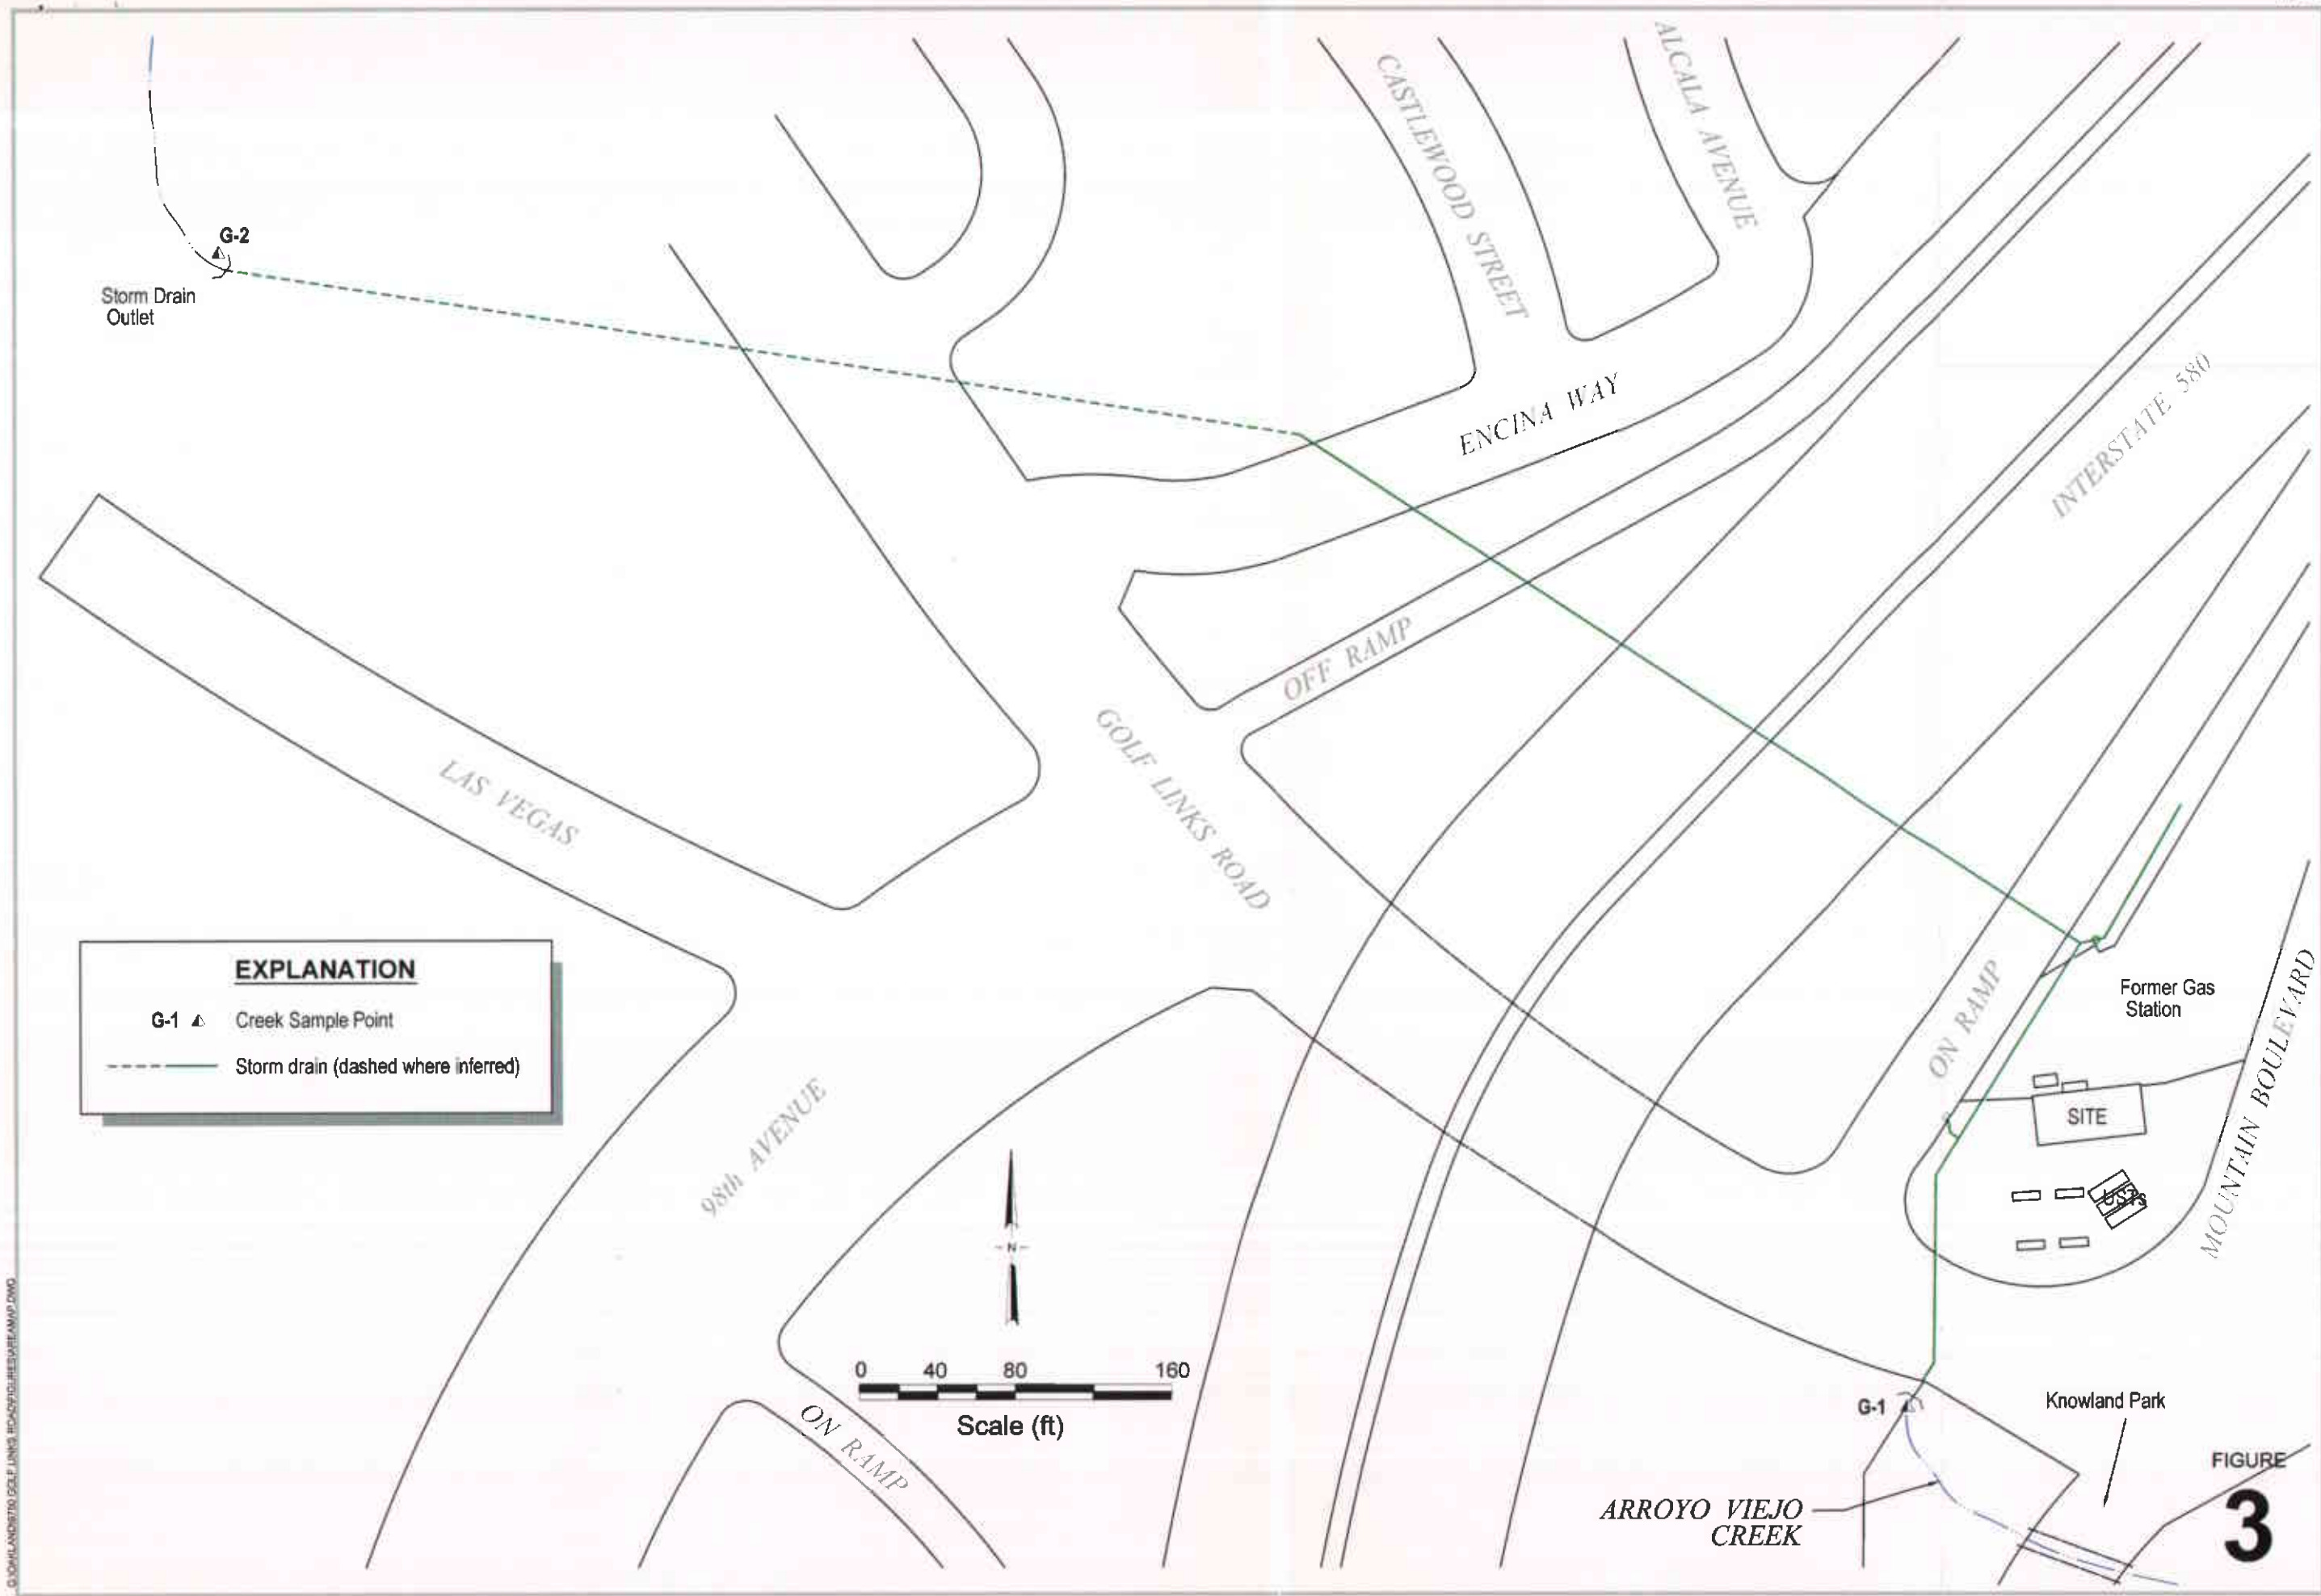 CASTLEWOOD STREET
ALCALA AVENUE
G-2
Storm Drain
Outlet
ENCINA WAY
INTERSTATE 580
OFF RAMP
GOLF LINKS ROAD
LAS VEGAS
EXPLANATION
G-1 Creek Sample Point
Storm drain (dashed where inferred)
98th AVENUE
ON RAMP
Former Gas
Station
SITE
USTs
MOUNTAIN BOULEVARD
N
0 40 80 160
Scale (ft)
ON RAMP
G-1
Knowland Park
ARROYO VIEJO
CREEK
FIGURE
3